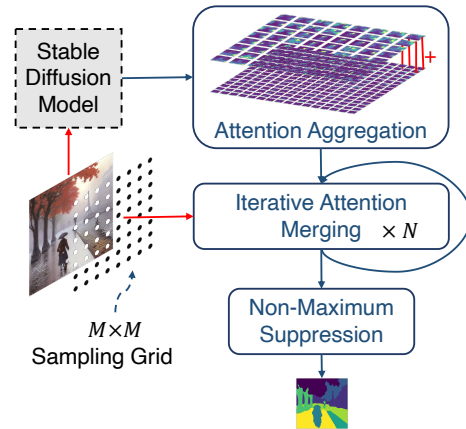 Stable
Diffusion
Model
+
Attention Aggregation
Iterative Attention
Merging × N
M×M
Sampling Grid
Non-Maximum
Suppression